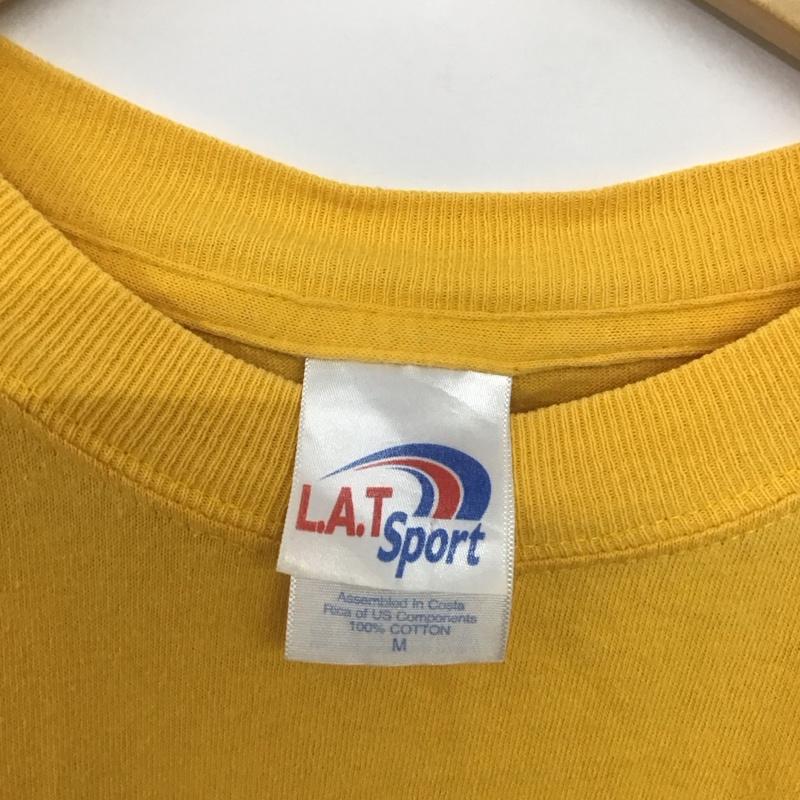 L.A.T
Sport
Assembled in Costa
Rica of US Components
100% COTTON
M